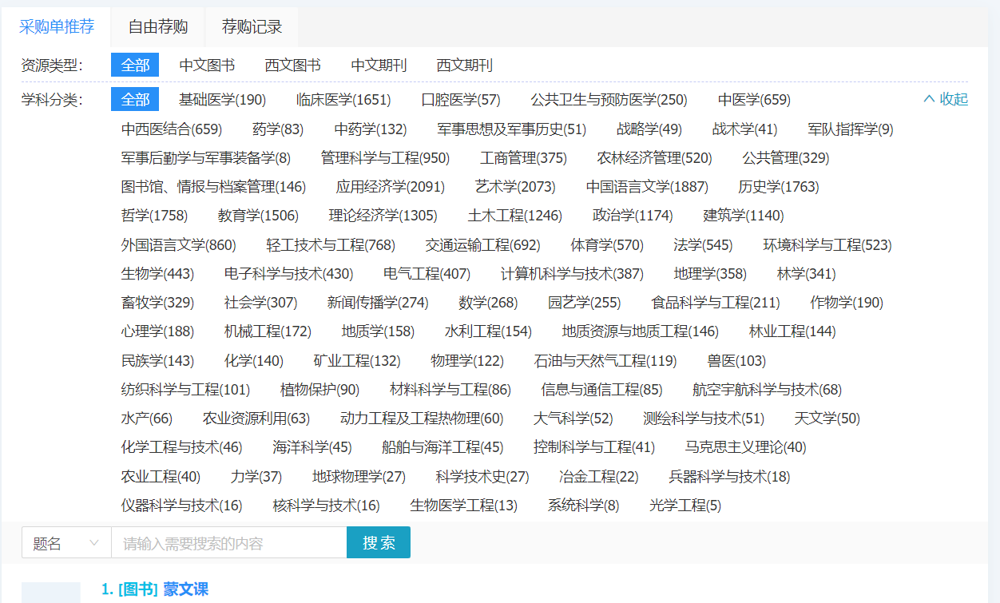 采购单推荐 自由荐购 荐购记录
资源类型： 全部 中文图书 西文图书 中文期刊 西文期刊
学科分类： 全部 基础医学(190) 临床医学(1651) 口腔医学(57) 公共卫生与预防医学(250) 中医学(659) 收起
中西医结合(659) 药学(83) 中药学(132) 军事思想及军事历史(51) 战略学(49) 战术学(41) 军队指挥学(9)
军事后勤学与军事装备学(8) 管理科学与工程(950) 工商管理(375) 农林经济管理(520) 公共管理(329)
图书馆、情报与档案管理(146) 应用经济学(2091) 艺术学(2073) 中国语言文学(1887) 历史学(1763)
哲学(1758) 教育学(1506) 理论经济学(1305) 土木工程(1246) 政治学(1174) 建筑学(1140)
外国语言文学(860) 轻工技术与工程(768) 交通运输工程(692) 体育学(570) 法学(545) 环境科学与工程(523)
生物学(443) 电子科学与技术(430) 电气工程(407) 计算机科学与技术(387) 地理学(358) 林学(341)
畜牧学(329) 社会学(307) 新闻传播学(274) 数学(268) 园艺学(255) 食品科学与工程(211) 作物学(190)
心理学(188) 机械工程(172) 地质学(158) 水利工程(154) 地质资源与地质工程(146) 林业工程(144)
民族学(143) 化学(140) 矿业工程(132) 物理学(122) 石油与天然气工程(119) 兽医(103)
纺织科学与工程(101) 植物保护(90) 材料科学与工程(86) 信息与通信工程(85) 航空宇航科学与技术(68)
水产(66) 农业资源利用(63) 动力工程及工程热物理(60) 大气科学(52) 测绘科学与技术(51) 天文学(50)
化学工程与技术(46) 海洋科学(45) 船舶与海洋工程(45) 控制科学与工程(41) 马克思主义理论(40)
农业工程(40) 力学(37) 地球物理学(27) 科学技术史(27) 冶金工程(22) 兵器科学与技术(18)
仪器科学与技术(16) 核科学与技术(16) 生物医学工程(13) 系统科学(8) 光学工程(5)
题名 请输入需要搜索的内容 搜索
1. [图书] 蒙文课